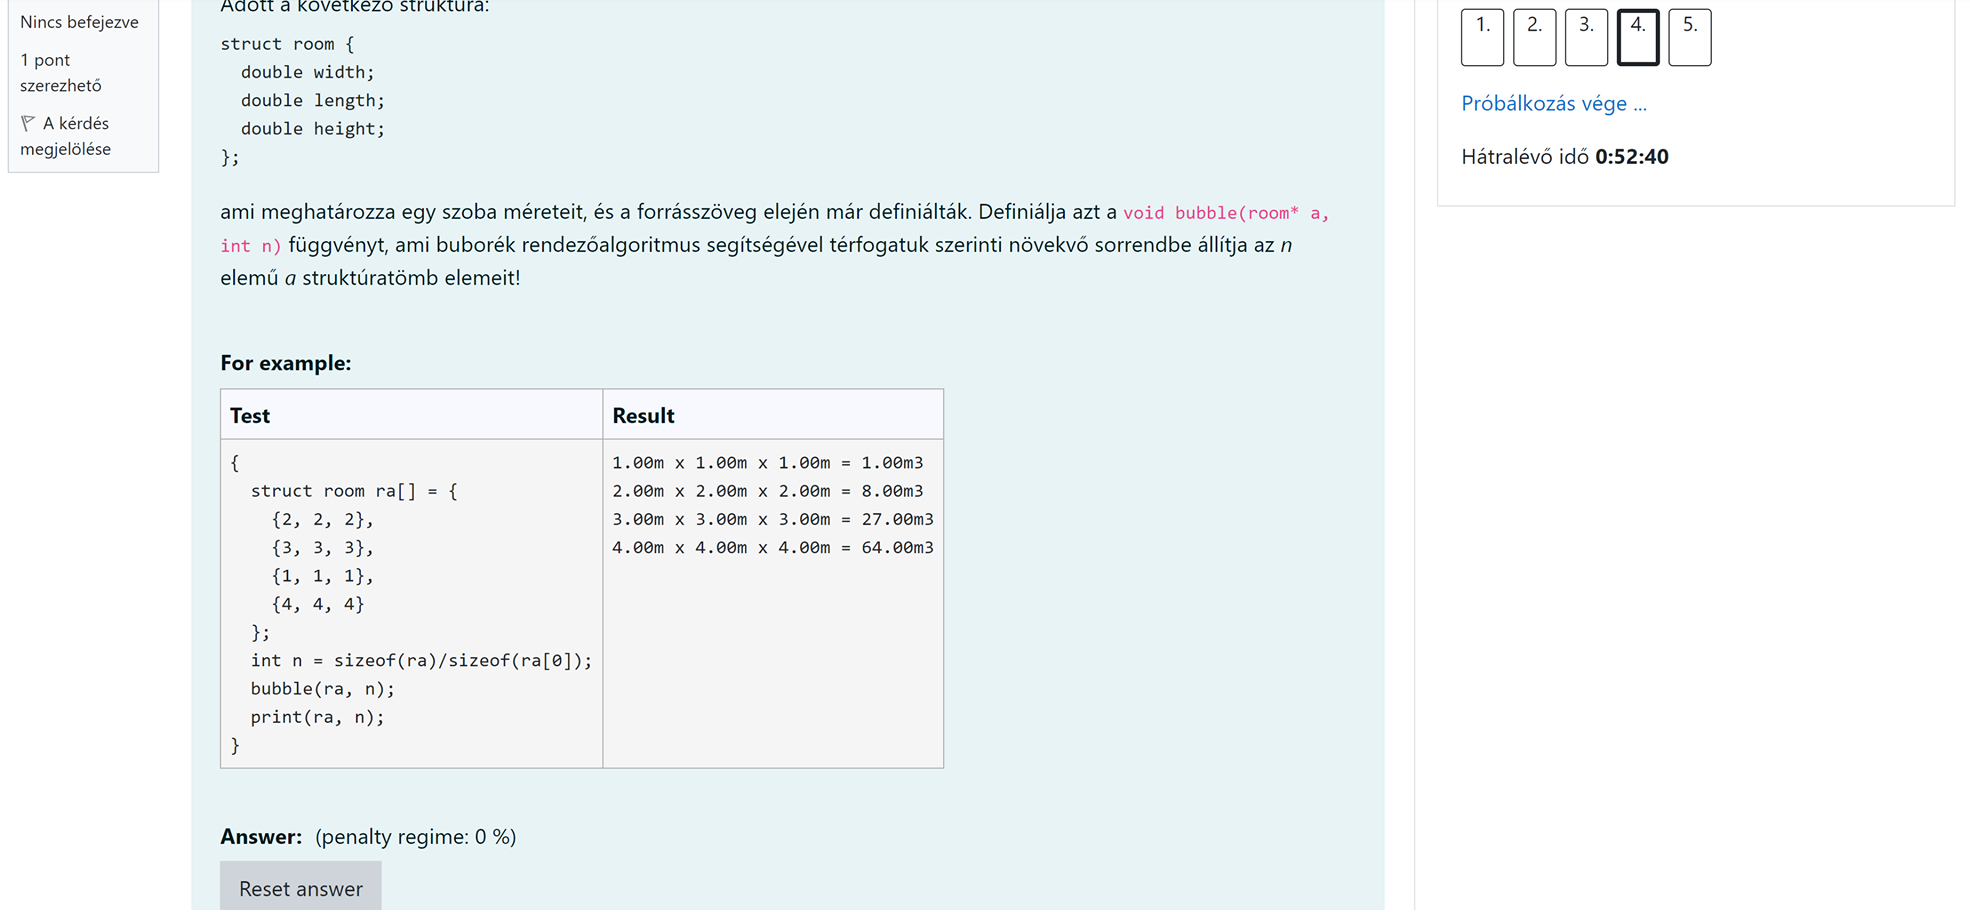 Nincs befejezve
1 pont
szerezhető
A kérdés
megjelölése
Adott a következő struktúra:
struct room {
  double width;
  double length;
  double height;
};
ami meghatározza egy szoba méreteit, és a forrásszöveg elején már definiálták. Definiálja azt a void bubble(room* a,
int n) függvényt, ami buborék rendezőalgoritmus segítségével térfogatuk szerinti növekvő sorrendbe állítja az n
elemű a struktúratömb elemeit!
For example:
Test
Result
{
  struct room ra[] = {
    {2, 2, 2},
    {3, 3, 3},
    {1, 1, 1},
    {4, 4, 4}
  };
  int n = sizeof(ra)/sizeof(ra[0]);
  bubble(ra, n);
  print(ra, n);
}
1.00m x 1.00m x 1.00m = 1.00m3
2.00m x 2.00m x 2.00m = 8.00m3
3.00m x 3.00m x 3.00m = 27.00m3
4.00m x 4.00m x 4.00m = 64.00m3
Answer: (penalty regime: 0 %)
Reset answer
1. 2. 3. 4. 5.
Próbálkozás vége ...
Hátralévő idő 0:52:40